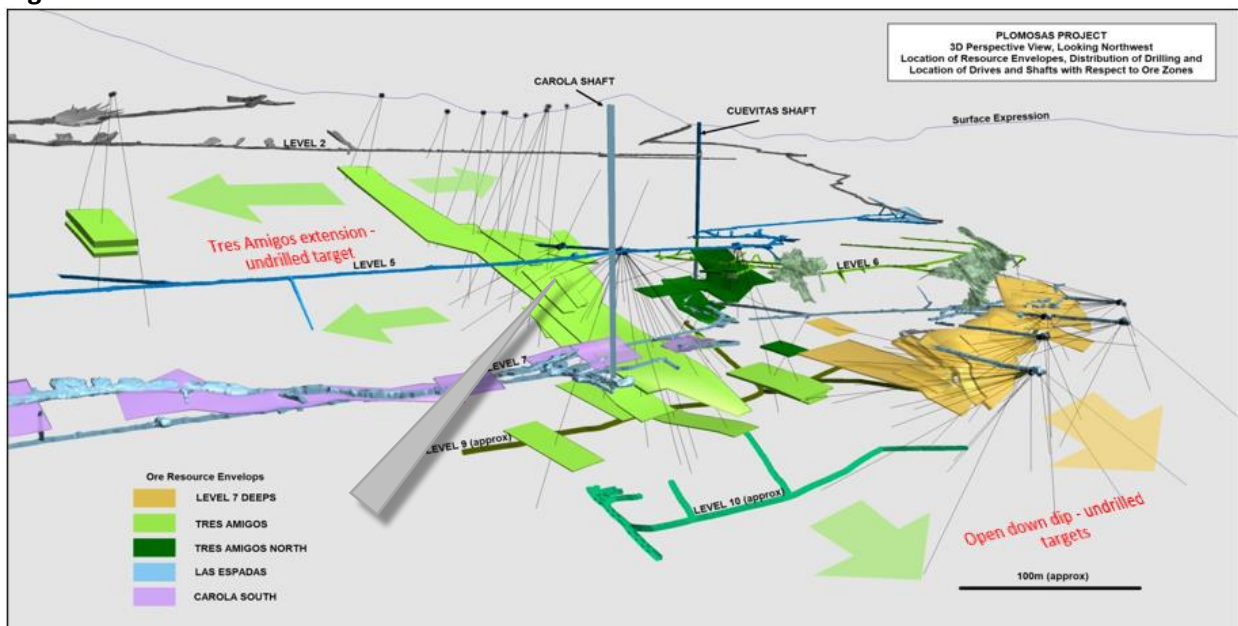 PLOMOSAS PROJECT
3D Perspective View, Looking Northwest
Location of Resource Envelopes, Distribution of Drilling and
Location of Drives and Shafts with Respect to Ore Zones
CAROLA SHAFT
CUEVITAS SHAFT
Surface Expression
LEVEL 2
Tres Amigos extension -
undrilled target
LEVEL 5
LEVEL 6
LEVEL 7
LEVEL 9 (approx)
LEVEL 10 (approx)
Open down dip - undrilled
targets
100m (approx)
Ore Resource Envelops
LEVEL 7 DEEPS
TRES AMIGOS
TRES AMIGOS NORTH
LAS ESPADAS
CAROLA SOUTH